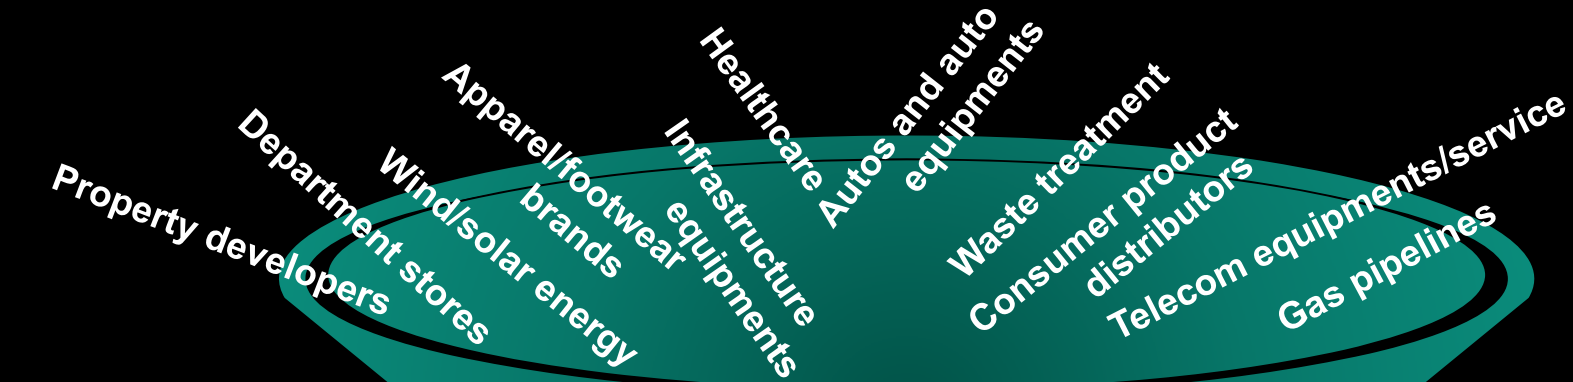 Property developers
Department stores
Wind/solar energy
Apparel/footwear
brands
Infrastructure
equipments
Healthcare
Autos and auto
equipments
Waste treatment
Consumer product
distributors
Telecom equipments/service
Gas pipelines